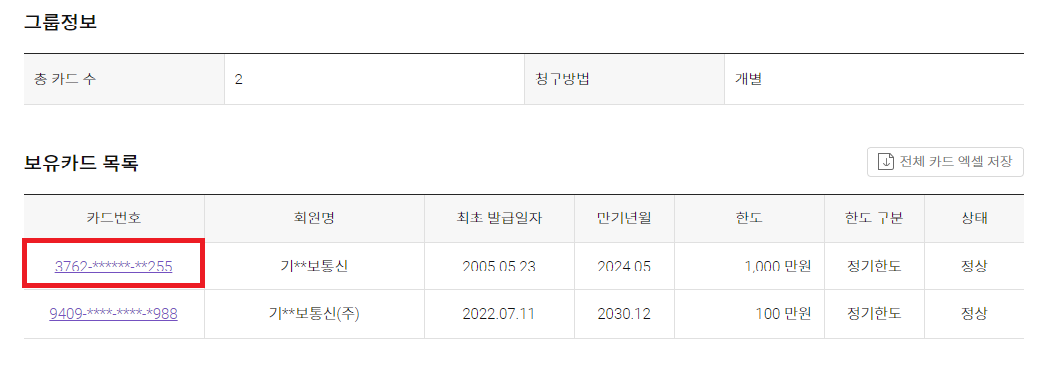 그룹정보
총 카드 수 2 청구방법 개별
보유카드 목록 전체 카드 엑셀 저장
카드번호 회원명 최초 발급일자 만기년월 한도 한도 구분 상태
3762-******-**255 기**보통신 2005.05.23 2024.05 1,000 만원 정기한도 정상
9409-****-****-*988 기**보통신(주) 2022.07.11 2030.12 100 만원 정기한도 정상